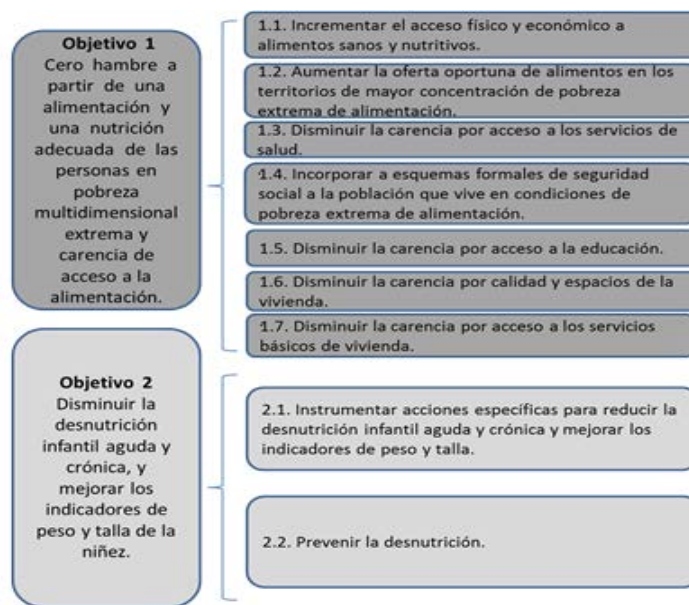 Objetivo 1
Cero hambre a
partir de una
alimentación y
una nutrición
adecuada de las
personas en
pobreza
multidimensional
extrema y
carencia de
acceso a la
alimentación.
1.1. Incrementar el acceso físico y económico a
alimentos sanos y nutritivos.
1.2. Aumentar la oferta oportuna de alimentos en los
territorios de mayor concentración de pobreza
extrema de alimentación.
1.3. Disminuir la carencia por acceso a los servicios de
salud.
1.4. Incorporar a esquemas formales de seguridad
social a la población que vive en condiciones de
pobreza extrema de alimentación.
1.5. Disminuir la carencia por acceso a la educación.
1.6. Disminuir la carencia por calidad y espacios de la
vivienda.
1.7. Disminuir la carencia por acceso a los servicios
básicos de vivienda.
Objetivo 2
Disminuir la
desnutrición
infantil aguda y
crónica, y
mejorar los
indicadores de
peso y talla de la
niñez.
2.1. Instrumentar acciones específicas para reducir la
desnutrición infantil aguda y crónica y mejorar los
indicadores de peso y talla.
2.2. Prevenir la desnutrición.